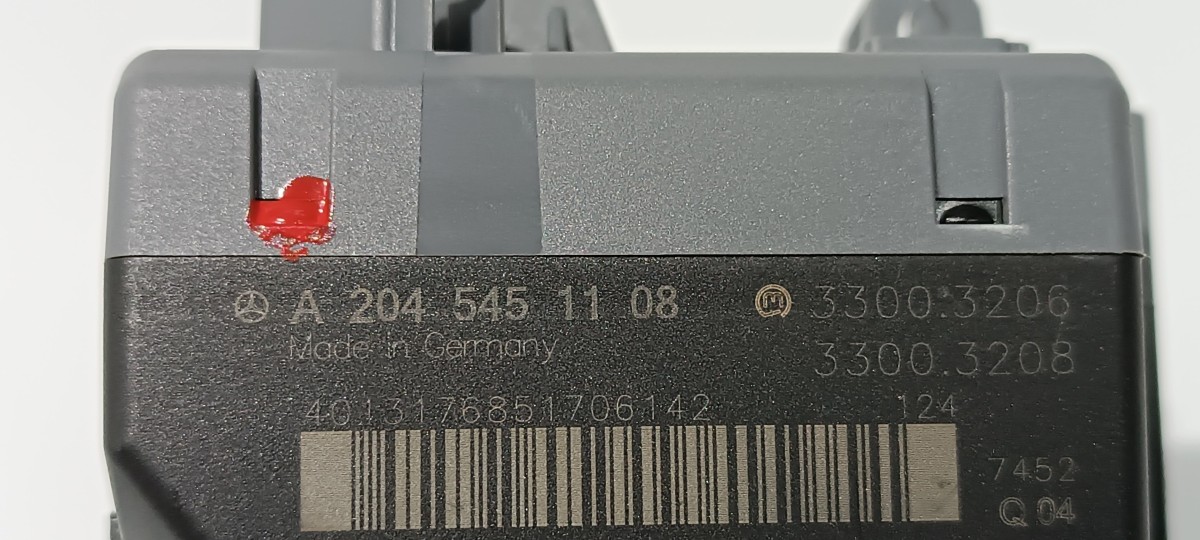 A 204 545 11 08
Made in Germany
M 3300.3206
3300.3208
4013176851706142 124
7452
Q 04